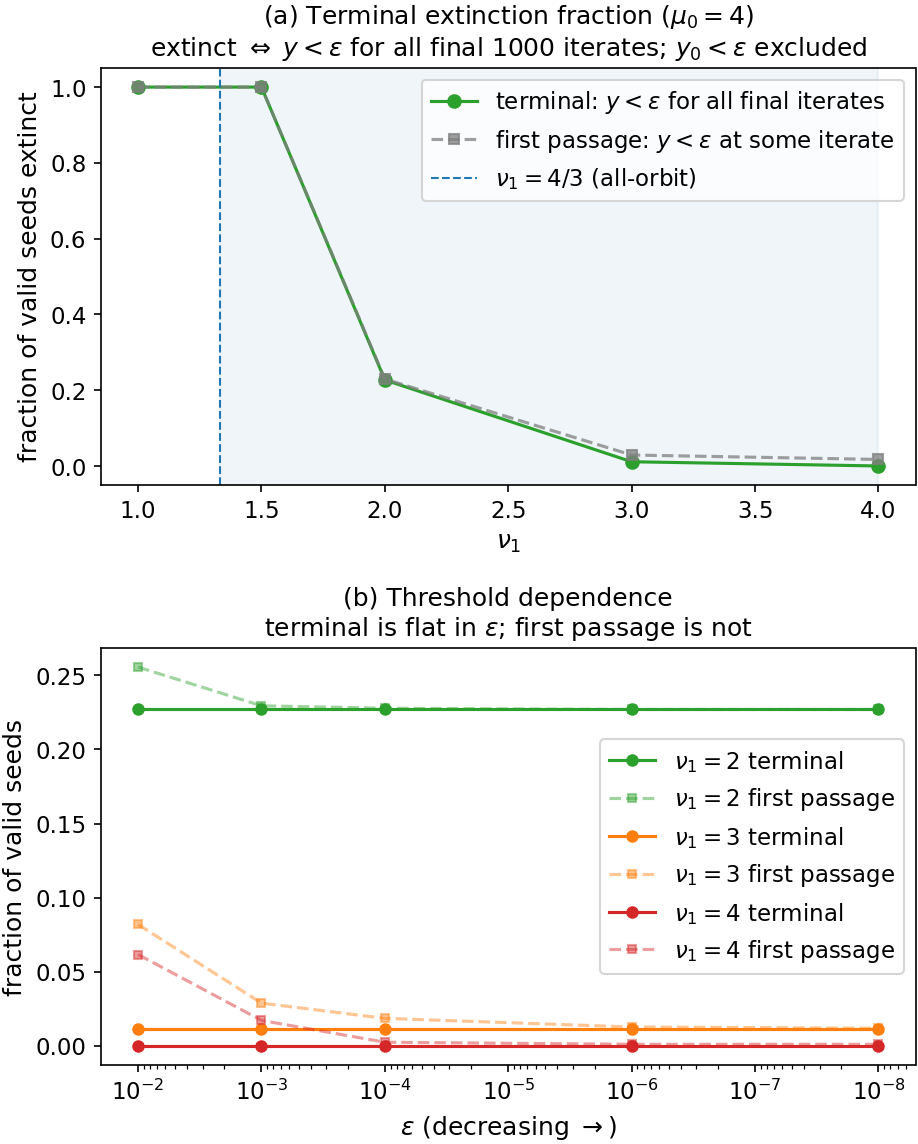 (a) Terminal extinction fraction (μ₀ = 4)
extinct ⇔ y < ε for all final 1000 iterates; y₀ < ε excluded
fraction of valid seeds extinct
1.0
0.8
0.6
0.4
0.2
0.0
terminal: y < ε for all final iterates
first passage: y < ε at some iterate
ν₁ = 4/3 (all-orbit)
1.0 1.5 2.0 2.5 3.0 3.5 4.0
ν₁
(b) Threshold dependence
terminal is flat in ε; first passage is not
fraction of valid seeds
0.25
0.20
0.15
0.10
0.05
0.00
ν₁ = 2 terminal
ν₁ = 2 first passage
ν₁ = 3 terminal
ν₁ = 3 first passage
ν₁ = 4 terminal
ν₁ = 4 first passage
10⁻² 10⁻³ 10⁻⁴ 10⁻⁵ 10⁻⁶ 10⁻⁷ 10⁻⁸
ε (decreasing →)